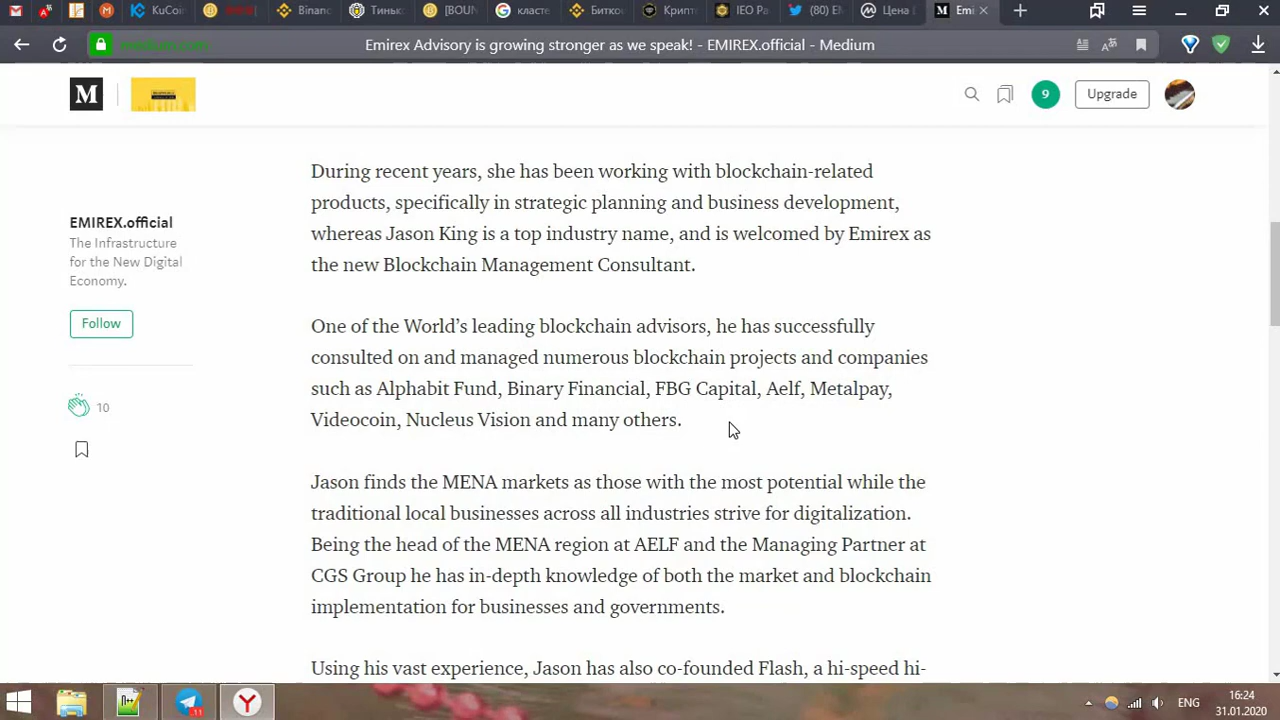 KuCoin
Binanc
Тиньк
[BOUN
класте
Битко
Крипт
IEO Pa
(80) E
Цена
Emi
Emirex Advisory is growing stronger as we speak! - EMIREX.official - Medium
M
9
Upgrade
During recent years, she has been working with blockchain-related
products, specifically in strategic planning and business development,
whereas Jason King is a top industry name, and is welcomed by Emirex as
the new Blockchain Management Consultant.
EMIREX.official
The Infrastructure
for the New Digital
Economy.
Follow
10
One of the World’s leading blockchain advisors, he has successfully
consulted on and managed numerous blockchain projects and companies
such as Alphabit Fund, Binary Financial, FBG Capital, Aelf, Metalpay,
Videocoin, Nucleus Vision and many others.
Jason finds the MENA markets as those with the most potential while the
traditional local businesses across all industries strive for digitalization.
Being the head of the MENA region at AELF and the Managing Partner at
CGS Group he has in-depth knowledge of both the market and blockchain
implementation for businesses and governments.
Using his vast experience, Jason has also co-founded Flash, a hi-speed hi-
11
ENG
16:24
31.01.2020